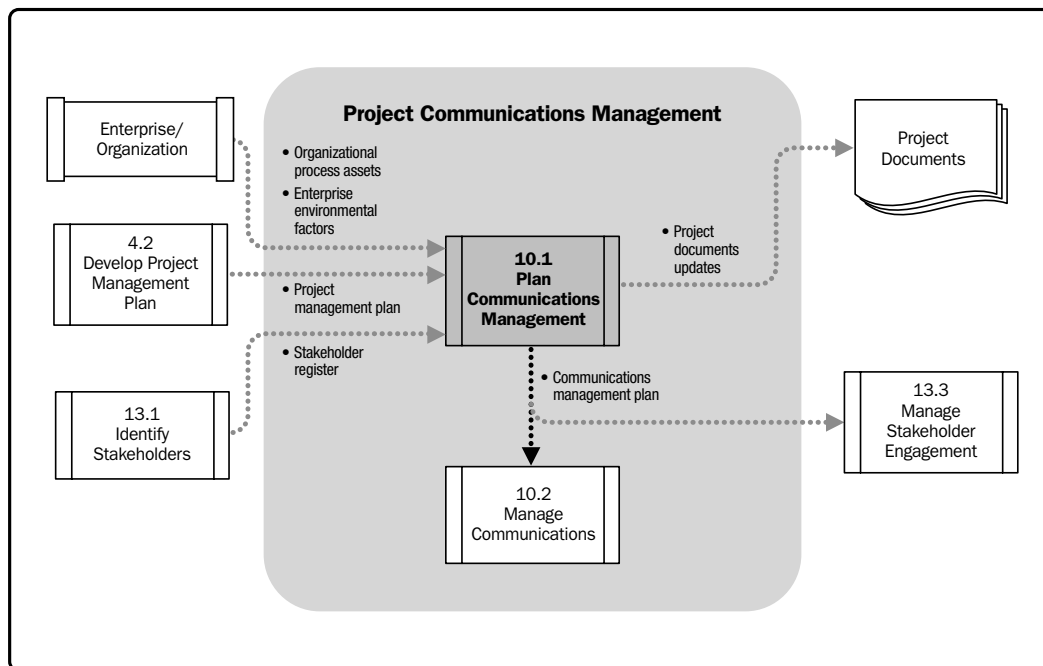 Project Communications Management
Enterprise/
Organization
• Organizational
process assets
• Enterprise
environmental
factors
Project
Documents
4.2
Develop Project
Management
Plan
• Project
management plan
10.1
Plan
Communications
Management
• Project
documents
updates
• Stakeholder
register
13.1
Identify
Stakeholders
• Communications
management plan
10.2
Manage
Communications
13.3
Manage
Stakeholder
Engagement